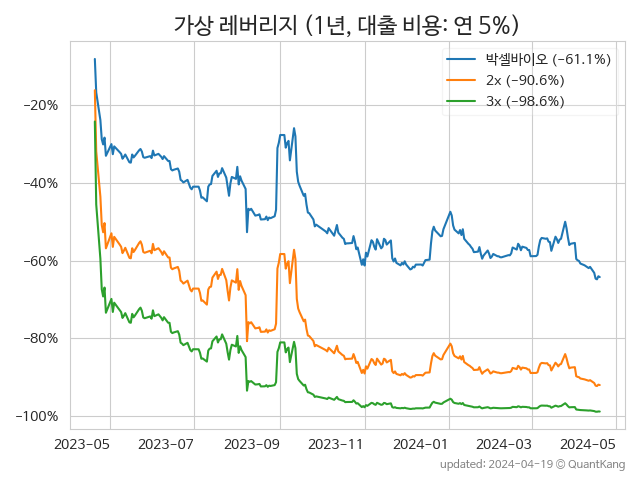 가상 레버리지 (1년, 대출 비용: 연 5%)
박셀바이오 (−61.1%)
2x (−90.6%)
3x (−98.6%)
−20%
−40%
−60%
−80%
−100%
2023-05 2023-07 2023-09 2023-11 2024-01 2024-03 2024-05
updated: 2024-04-19 © QuantKang